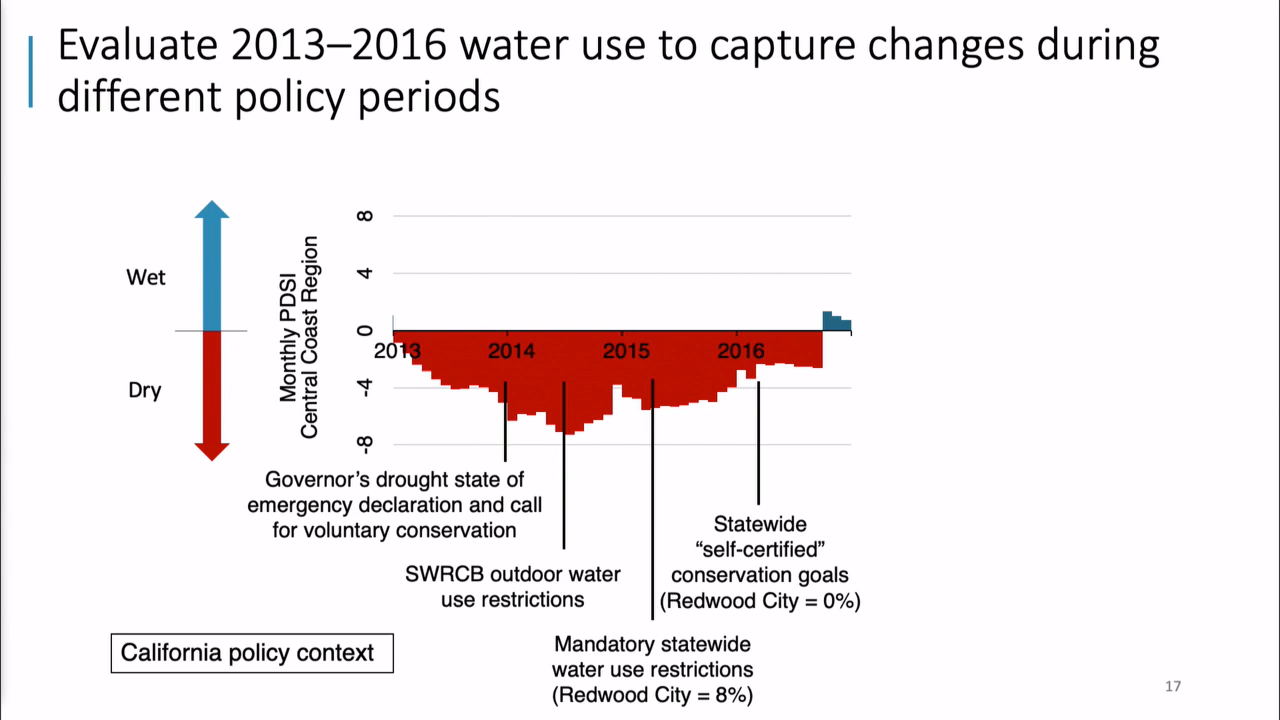 Evaluate 2013–2016 water use to capture changes during
different policy periods
Wet
Dry
Monthly PDSI
Central Coast Region
8
4
0
-4
-8
2013
2014
2015
2016
Governor’s drought state of
emergency declaration and call
for voluntary conservation
SWRCB outdoor water
use restrictions
Mandatory statewide
water use restrictions
(Redwood City = 8%)
Statewide
“self-certified”
conservation goals
(Redwood City = 0%)
California policy context
17